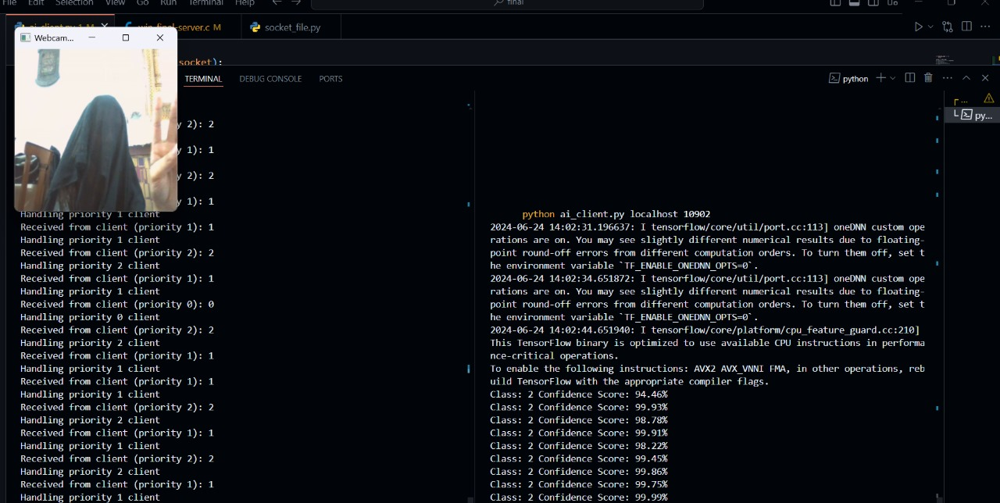 File Edit Selection View Go Run Terminal Help final
ai-client.py 1, M win-final-server.c M socket_file.py
Webcam...
socket):
TERMINAL DEBUG CONSOLE PORTS python
y 2): 2
y 1): 1
y 2): 2
y 1): 1
Handling priority 1 client
Received from client (priority 1): 1
Handling priority 1 client
Received from client (priority 2): 2
Handling priority 2 client
Received from client (priority 1): 1
Handling priority 1 client
Received from client (priority 0): 0
Handling priority 0 client
Received from client (priority 2): 2
Handling priority 2 client
Received from client (priority 1): 1
Handling priority 1 client
Received from client (priority 1): 1
Handling priority 1 client
Received from client (priority 2): 2
Handling priority 2 client
Received from client (priority 1): 1
Handling priority 1 client
Received from client (priority 2): 2
Handling priority 2 client
Received from client (priority 1): 1
Handling priority 1 client
python ai_client.py localhost 10902
2024-06-24 14:02:31.196637: I tensorflow/core/util/port.cc:113] oneDNN custom ope
rations are on. You may see slightly different numerical results due to floating-
point round-off errors from different computation orders. To turn them off, set t
he environment variable `TF_ENABLE_ONEDNN_OPTS=0`.
2024-06-24 14:02:34.651872: I tensorflow/core/util/port.cc:113] oneDNN custom ope
rations are on. You may see slightly different numerical results due to floating-
point round-off errors from different computation orders. To turn them off, set t
he environment variable `TF_ENABLE_ONEDNN_OPTS=0`.
2024-06-24 14:02:44.651940: I tensorflow/core/platform/cpu_feature_guard.cc:210]
This TensorFlow binary is optimized to use available CPU instructions in performa
nce-critical operations.
To enable the following instructions: AVX2 AVX_VNNI FMA, in other operations, reb
uild TensorFlow with the appropriate compiler flags.
Class: 2 Confidence Score: 94.46%
Class: 2 Confidence Score: 99.93%
Class: 2 Confidence Score: 98.78%
Class: 2 Confidence Score: 99.91%
Class: 2 Confidence Score: 98.22%
Class: 2 Confidence Score: 99.45%
Class: 2 Confidence Score: 99.86%
Class: 2 Confidence Score: 99.75%
Class: 2 Confidence Score: 99.99%
...
py...